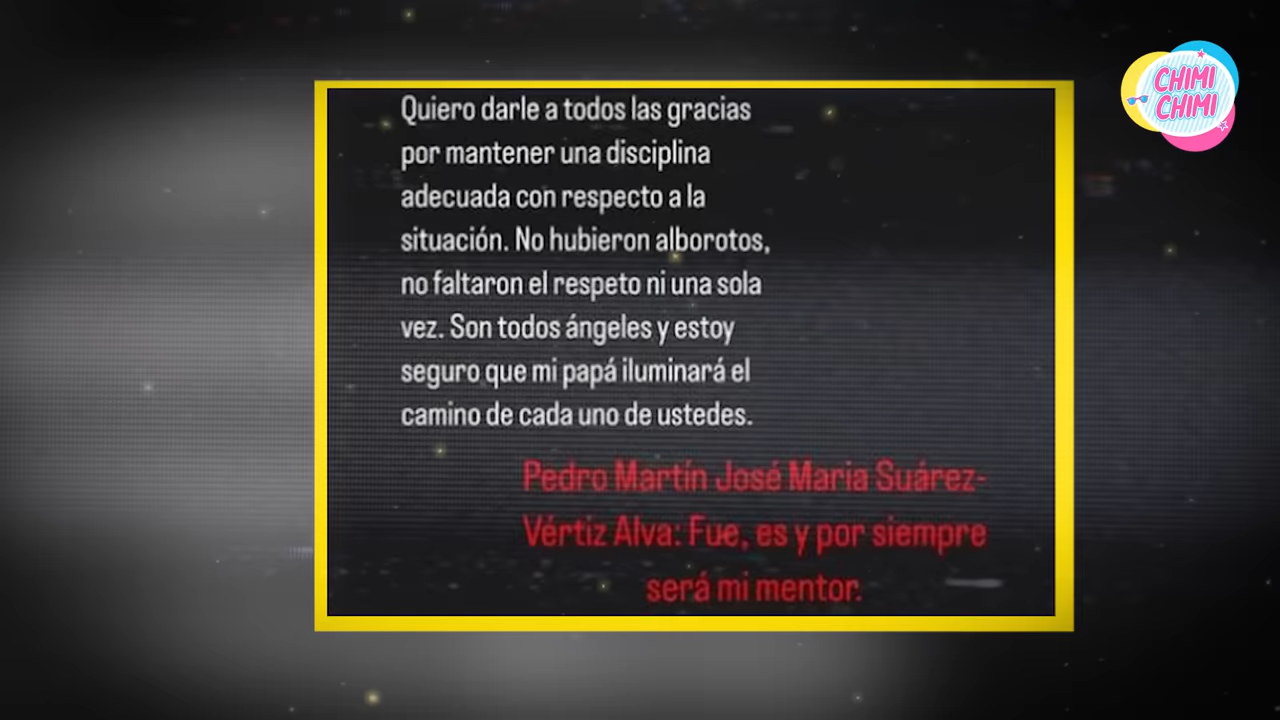 CHIMI
CHIMI
Quiero darle a todos las gracias
por mantener una disciplina
adecuada con respecto a la
situación. No hubieron alborotos,
no faltaron el respeto ni una sola
vez. Son todos ángeles y estoy
seguro que mi papá iluminará el
camino de cada uno de ustedes.
Pedro Martín José Maria Suárez-
Vértiz Alva: Fue, es y por siempre
será mi mentor.